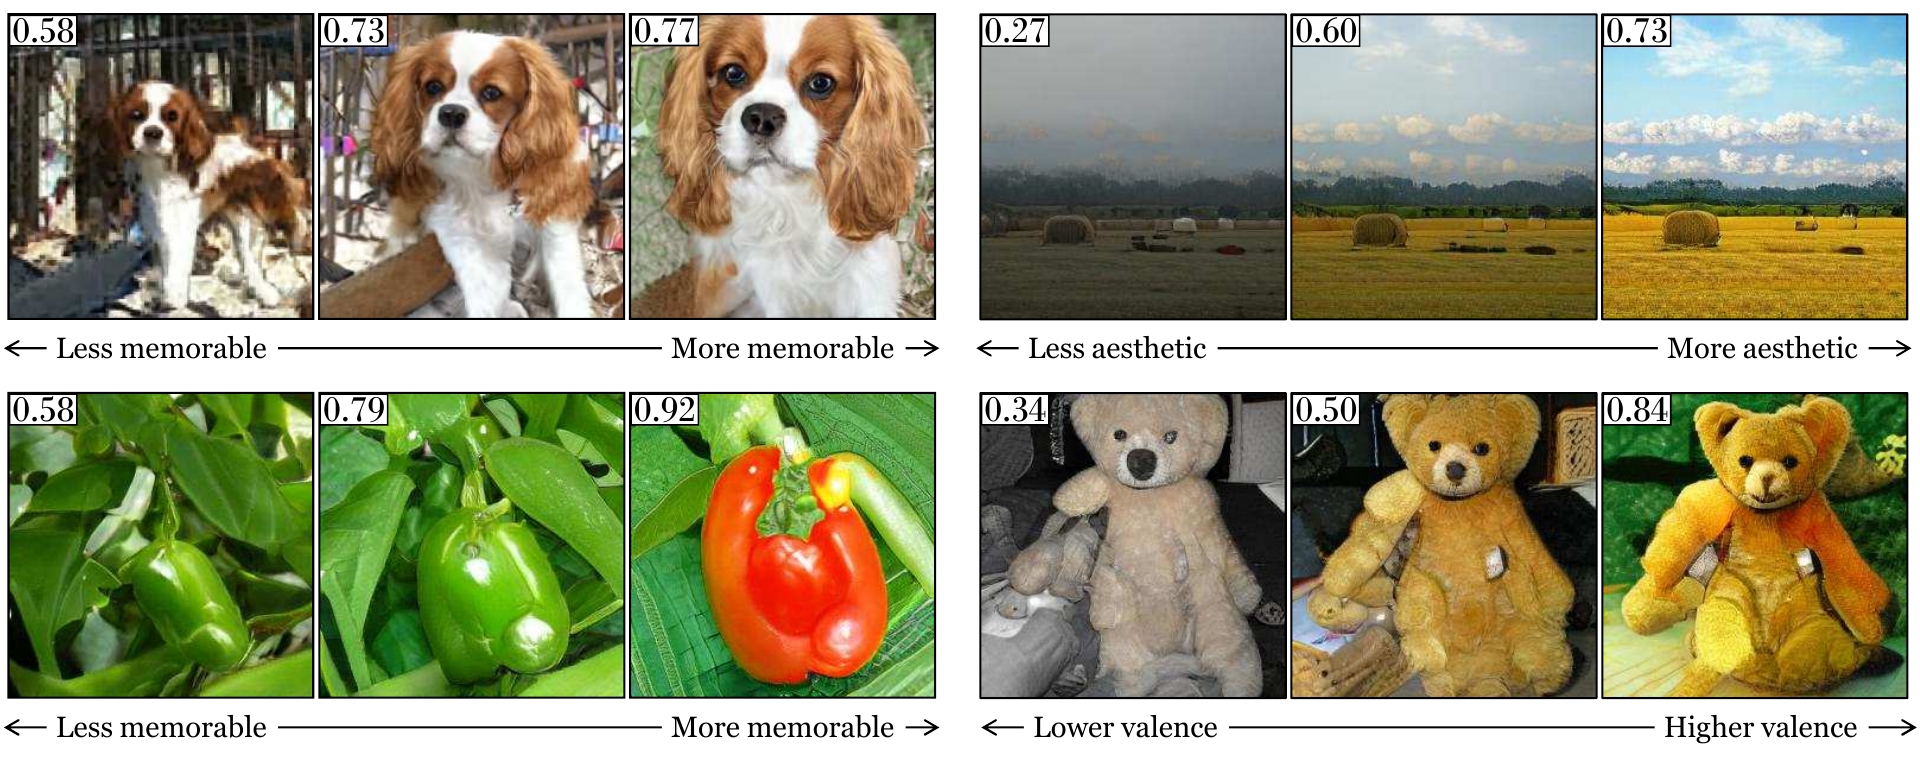 0.58 0.73 0.77
0.27 0.60 0.73
Less memorable More memorable
Less aesthetic More aesthetic
0.58 0.79 0.92
0.34 0.50 0.84
Less memorable More memorable
Lower valence Higher valence